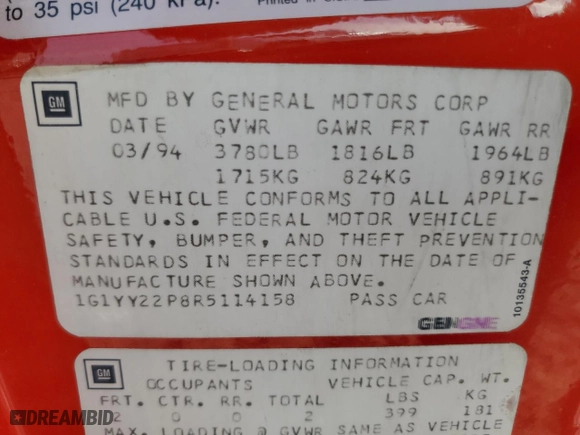 to 35 psi (240 kPa). Printed in
GM
MFD BY GENERAL MOTORS CORP
DATE GVWR GAWR FRT GAWR RR
03/94 3780LB 1816LB 1964LB
1715KG 824KG 891KG
THIS VEHICLE CONFORMS TO ALL APPLI-
CABLE U.S. FEDERAL MOTOR VEHICLE
SAFETY, BUMPER, AND THEFT PREVENTION
STANDARDS IN EFFECT ON THE DATE OF
MANUFACTURE SHOWN ABOVE.
1G1YY22P8R5114158 PASS CAR
10135543-A
GM
TIRE-LOADING INFORMATION
OCCUPANTS VEHICLE CAP. WT.
FRT. CTR. RR. TOTAL LBS KG
2 0 0 2 399 181
MAX. LOADING @ GVWR SAME AS VEHICLE
DREAMBID.COM